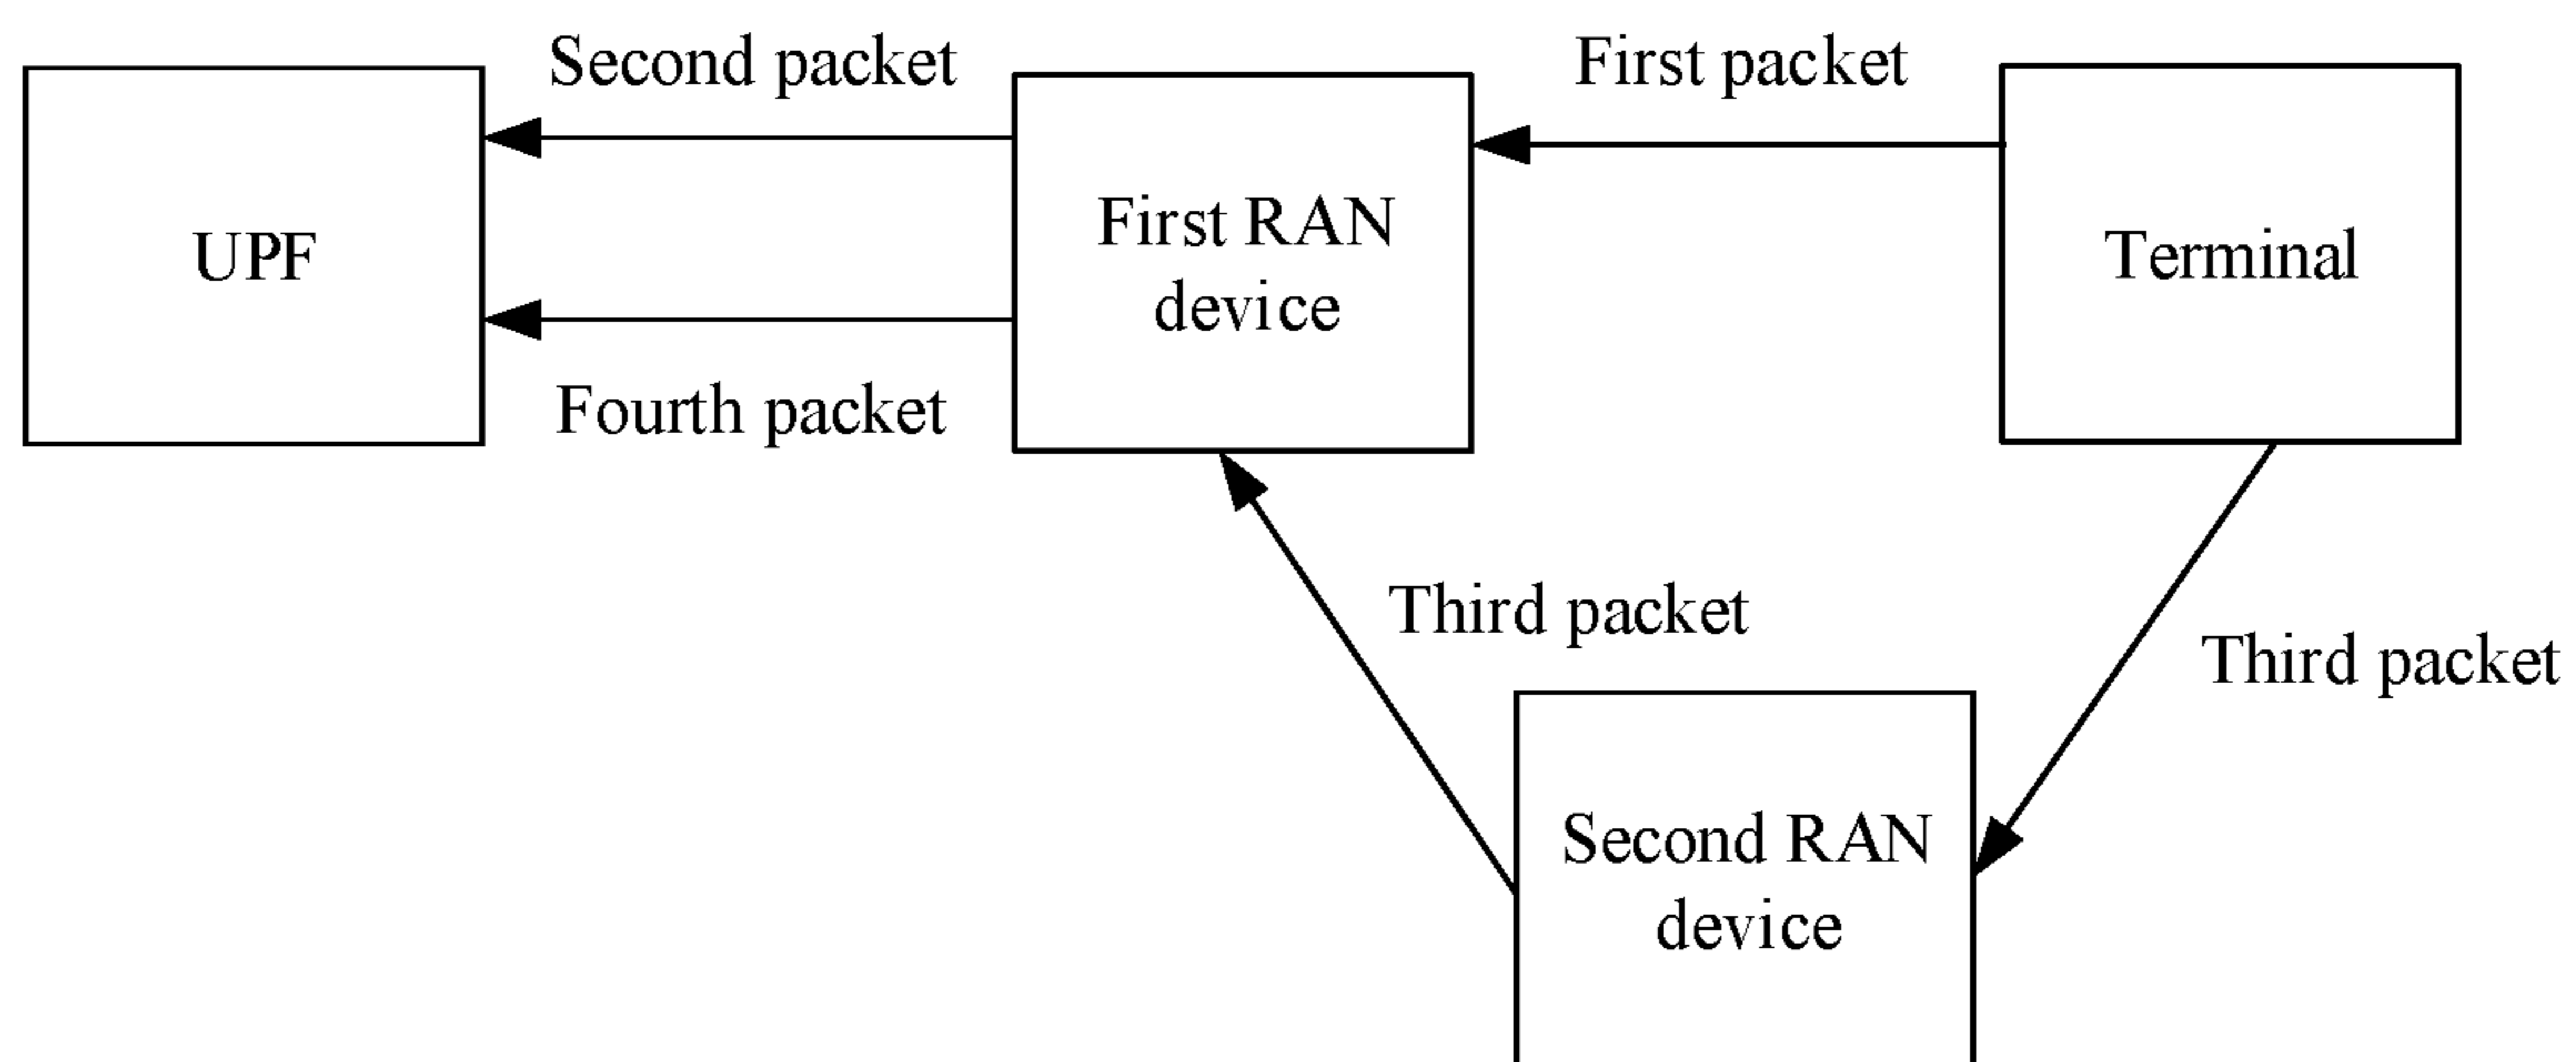 Second packet
First packet
UPF
First RAN
device
Terminal
Fourth packet
Third packet
Third packet
Second RAN
device